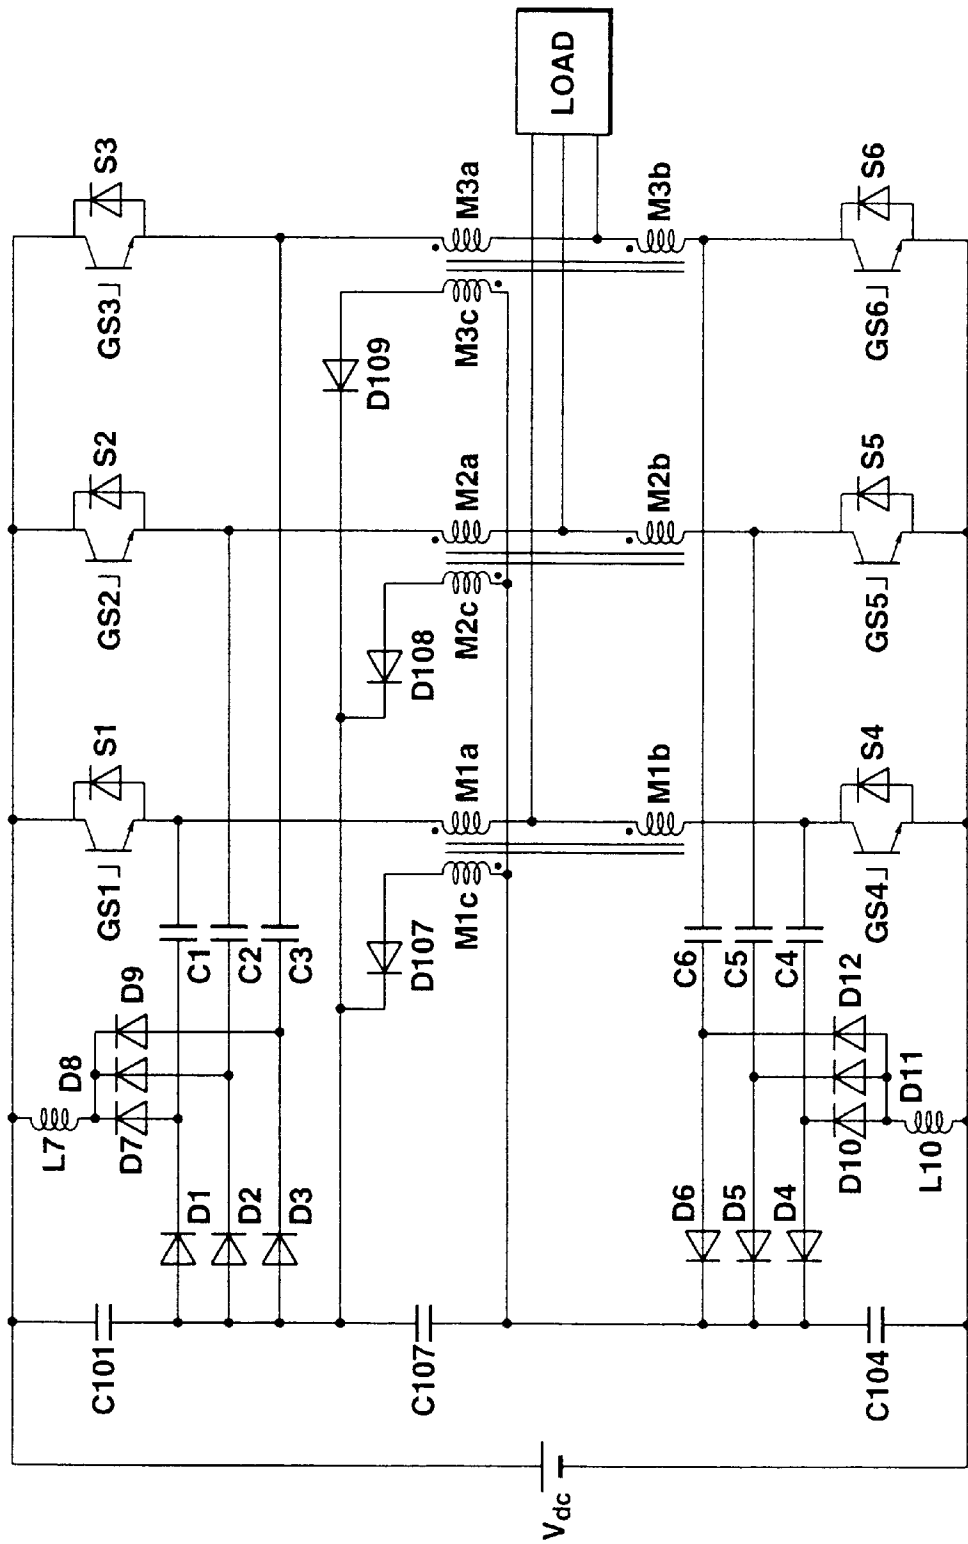 LOAD
S3
GS3
S2
GS2
S1
GS1
M3a
M3b
M3c
D109
M2a
M2b
M2c
D108
M1a
M1b
M1c
D107
S6
GS6
S5
GS5
S4
GS4
C1
C2
C3
C6
C5
C4
D9
D8
D7
L7
D12
D11
D10
L10
D1
D2
D3
D6
D5
D4
C101
C107
C104
Vdc